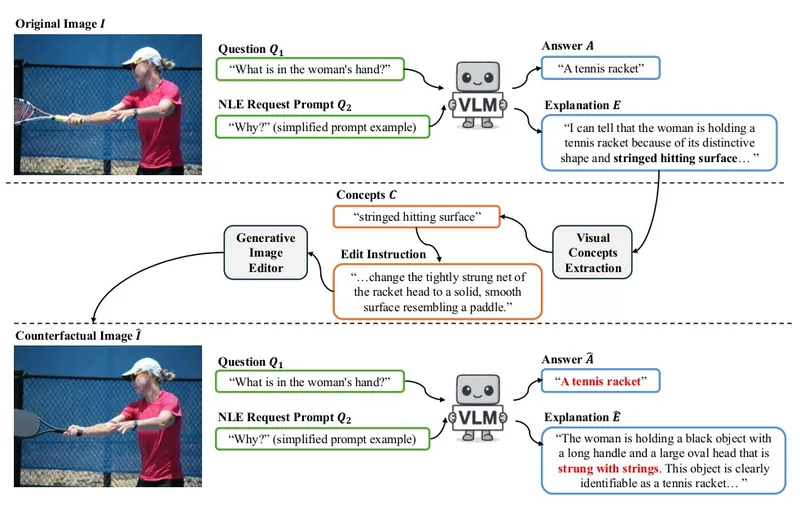 Original Image I
Question Q₁
"What is in the woman's hand?"
NLE Request Prompt Q₂
"Why?" (simplified prompt example)
VLM
Answer A
"A tennis racket"
Explanation E
"I can tell that the woman is holding a
tennis racket because of its distinctive
shape and stringed hitting surface… "
Concepts C
"stringed hitting surface"
Visual
Concepts
Extraction
Generative
Image
Editor
Edit Instruction
"…change the tightly strung net of
the racket head to a solid, smooth
surface resembling a paddle."
Counterfactual Image Î
Question Q₁
"What is in the woman's hand?"
NLE Request Prompt Q₂
"Why?" (simplified prompt example)
VLM
Answer Â
"A tennis racket"
Explanation Ê
"The woman is holding a black object with
a long handle and a large oval head that is
strung with strings. This object is clearly
identifiable as a tennis racket… "